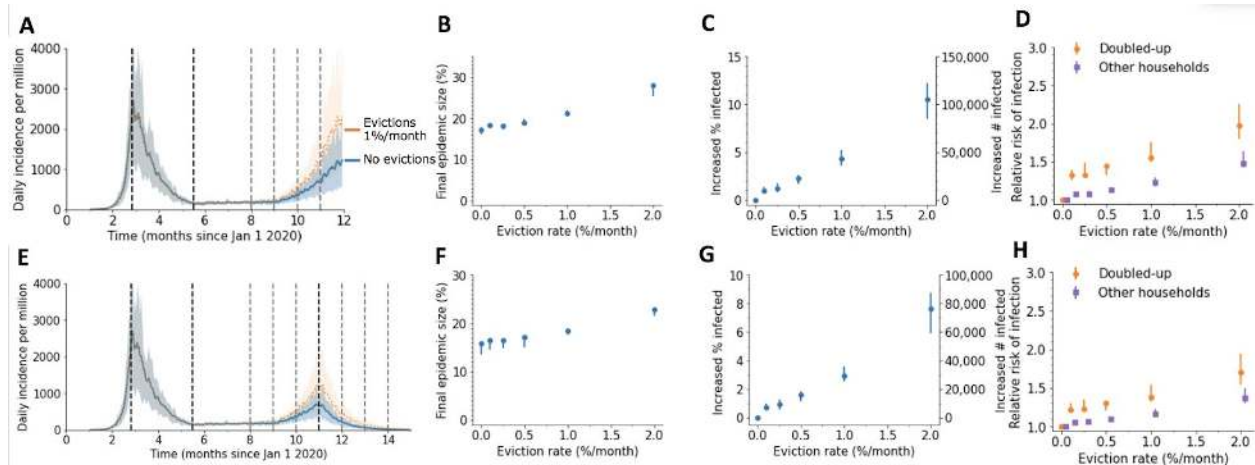 A
Daily incidence per million
4000
3000
2000
1000
0
0 2 4 6 8 10 12
Time (months since Jan 1 2020)
Evictions
1%/month
No evictions
B
Final epidemic size (%)
30
20
10
0
0.0 0.5 1.0 1.5 2.0
Eviction rate (%/month)
C
Increased % infected
15
10
5
0
0.0 0.5 1.0 1.5 2.0
Eviction rate (%/month)
150,000
100,000
50,000
0
Increased # infected
D
Relative risk of infection
3.0
2.5
2.0
1.5
1.0
Doubled-up
Other households
0.0 0.5 1.0 1.5 2.0
Eviction rate (%/month)
E
Daily incidence per million
4000
3000
2000
1000
0
0 2 4 6 8 10 12 14
Time (months since Jan 1 2020)
F
Final epidemic size (%)
30
20
10
0
0.0 0.5 1.0 1.5 2.0
Eviction rate (%/month)
G
Increased % infected
10
8
6
4
2
0
0.0 0.5 1.0 1.5 2.0
Eviction rate (%/month)
100,000
80,000
60,000
40,000
20,000
0
Increased # infected
H
Relative risk of infection
3.0
2.5
2.0
1.5
1.0
Doubled-up
Other households
0.0 0.5 1.0 1.5 2.0
Eviction rate (%/month)